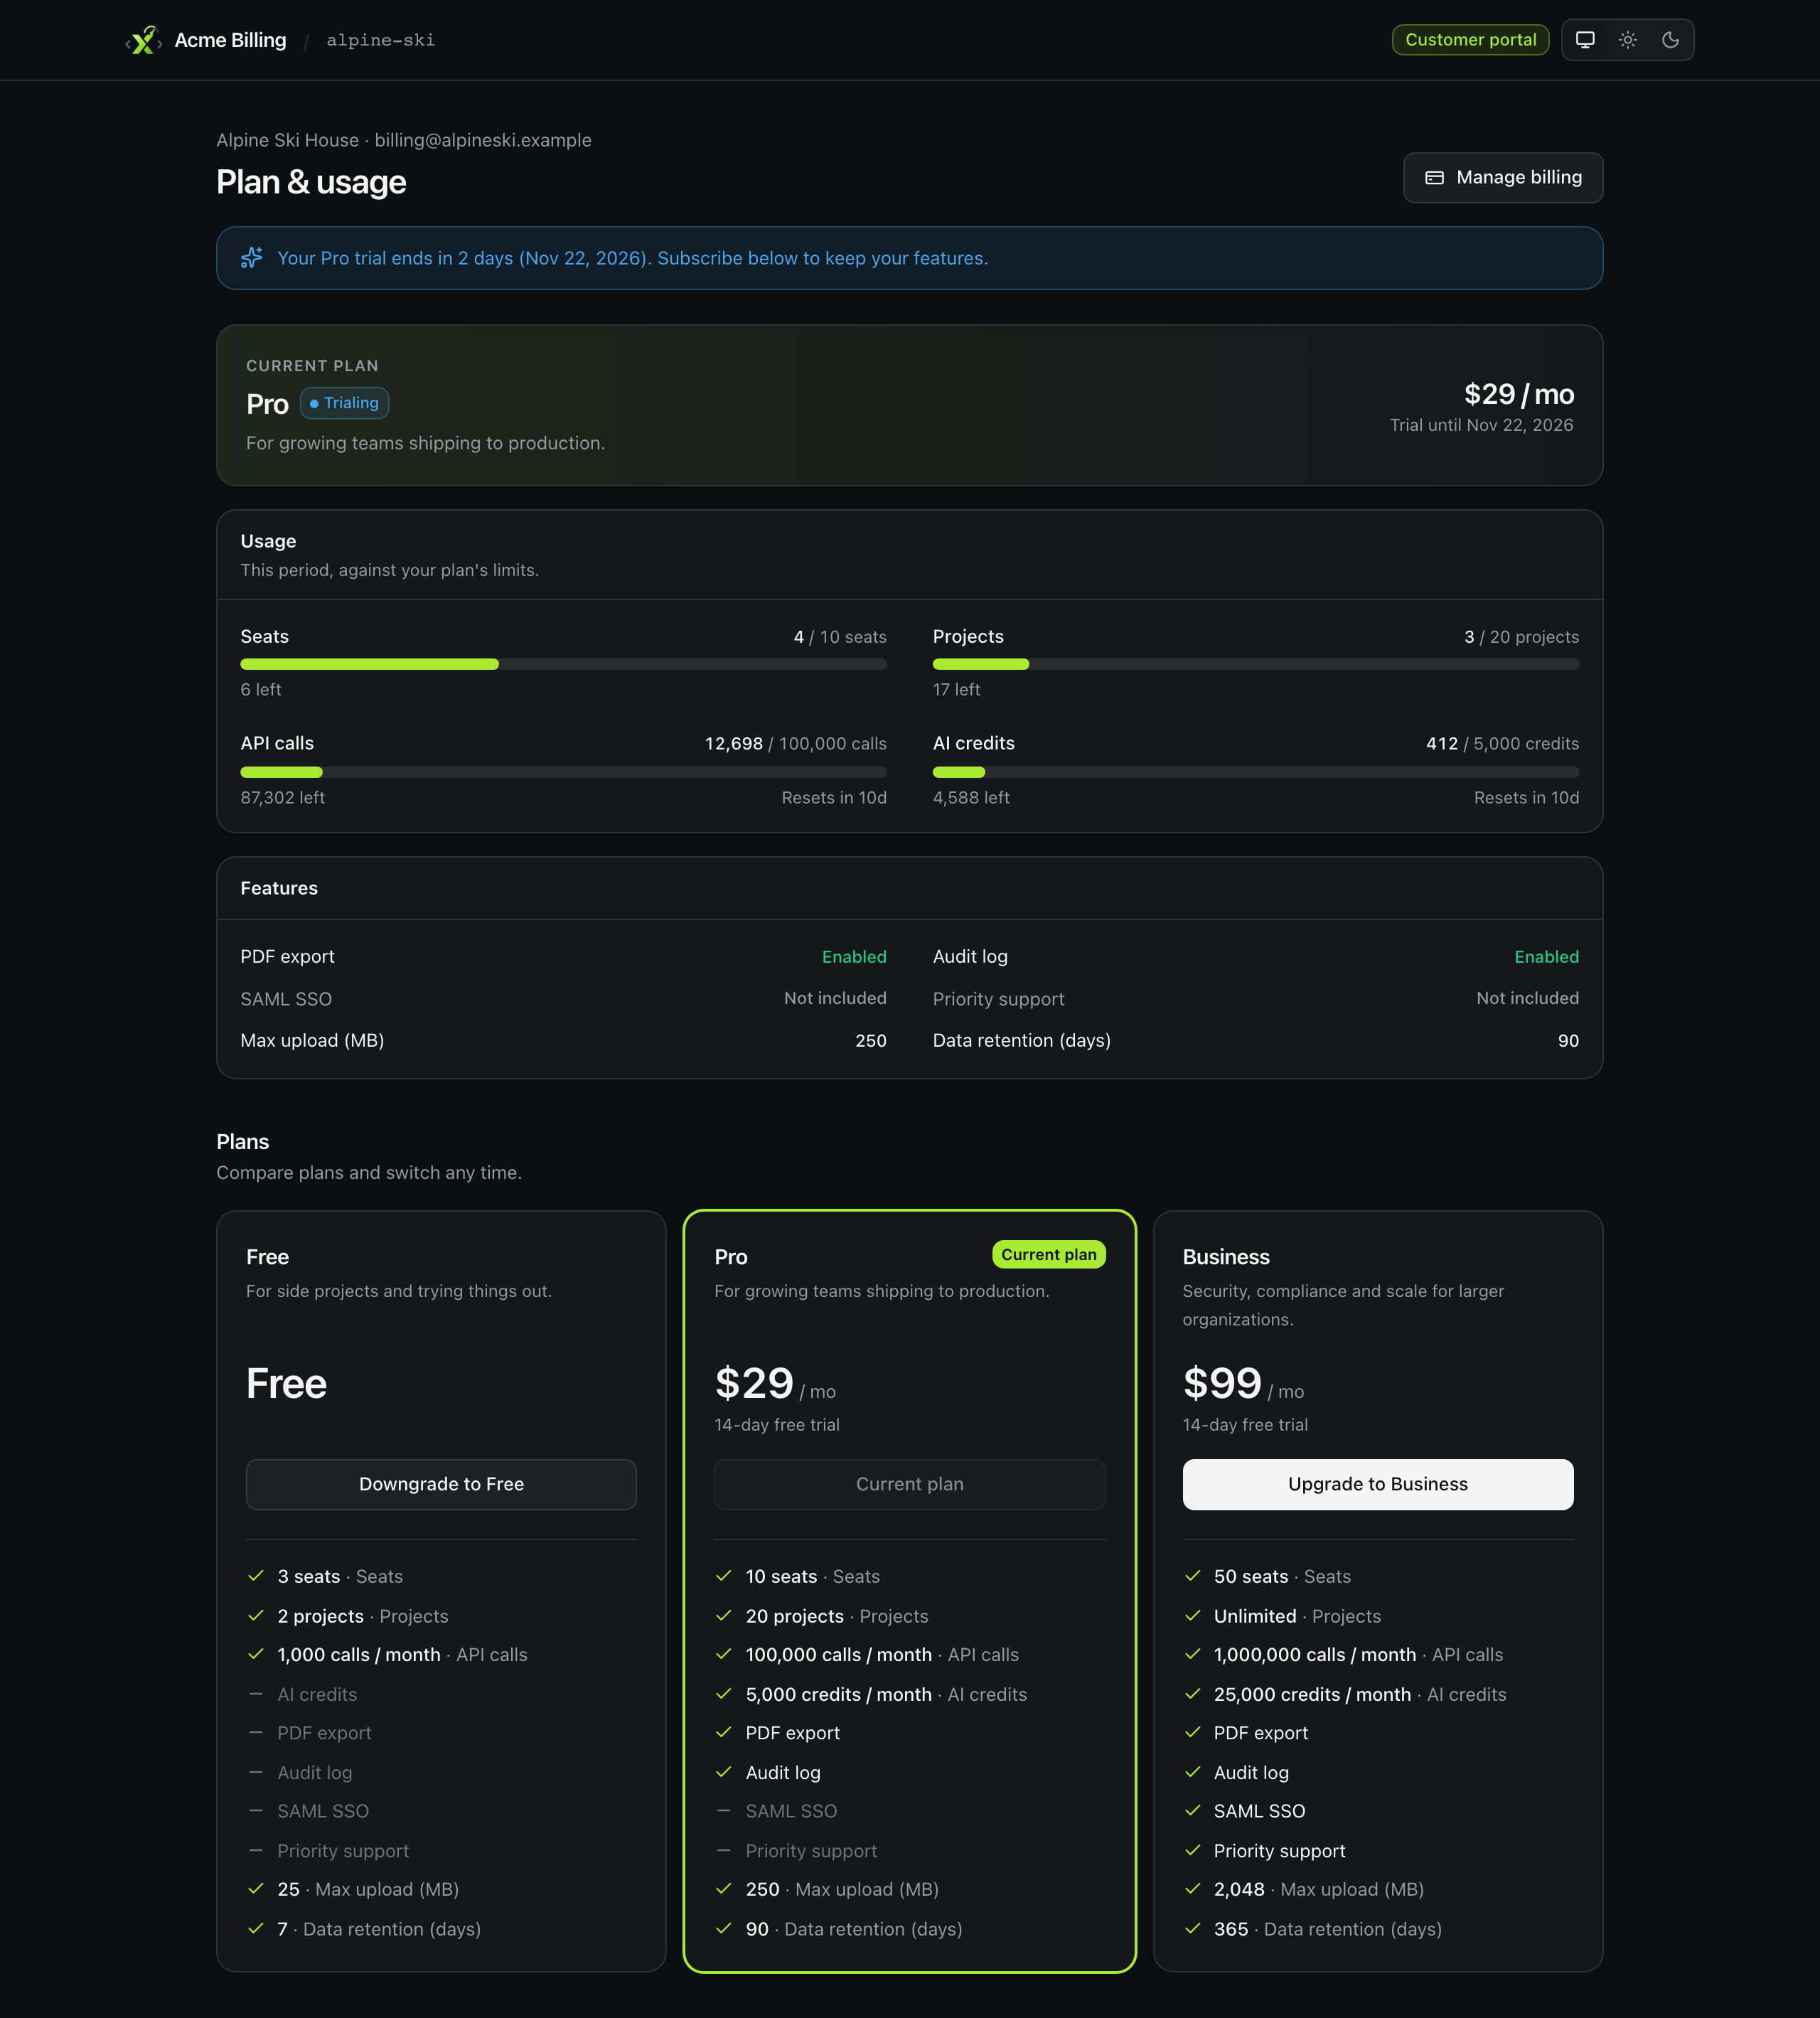 Acme Billing / alpine-ski
Customer portal
Alpine Ski House · billing@alpineski.example
Plan & usage
Manage billing
Your Pro trial ends in 2 days (Nov 22, 2026). Subscribe below to keep your features.
CURRENT PLAN
Pro
Trialing
For growing teams shipping to production.
$29 / mo
Trial until Nov 22, 2026
Usage
This period, against your plan's limits.
Seats
4 / 10 seats
6 left
Projects
3 / 20 projects
17 left
API calls
12,698 / 100,000 calls
87,302 left
Resets in 10d
AI credits
412 / 5,000 credits
4,588 left
Resets in 10d
Features
PDF export
Enabled
Audit log
Enabled
SAML SSO
Not included
Priority support
Not included
Max upload (MB)
250
Data retention (days)
90
Plans
Compare plans and switch any time.
Free
For side projects and trying things out.
Free
Downgrade to Free
3 seats · Seats
2 projects · Projects
1,000 calls / month · API calls
AI credits
PDF export
Audit log
SAML SSO
Priority support
25 · Max upload (MB)
7 · Data retention (days)
Pro
Current plan
For growing teams shipping to production.
$29 / mo
14-day free trial
Current plan
10 seats · Seats
20 projects · Projects
100,000 calls / month · API calls
5,000 credits / month · AI credits
PDF export
Audit log
SAML SSO
Priority support
250 · Max upload (MB)
90 · Data retention (days)
Business
Security, compliance and scale for larger
organizations.
$99 / mo
14-day free trial
Upgrade to Business
50 seats · Seats
Unlimited · Projects
1,000,000 calls / month · API calls
25,000 credits / month · AI credits
PDF export
Audit log
SAML SSO
Priority support
2,048 · Max upload (MB)
365 · Data retention (days)